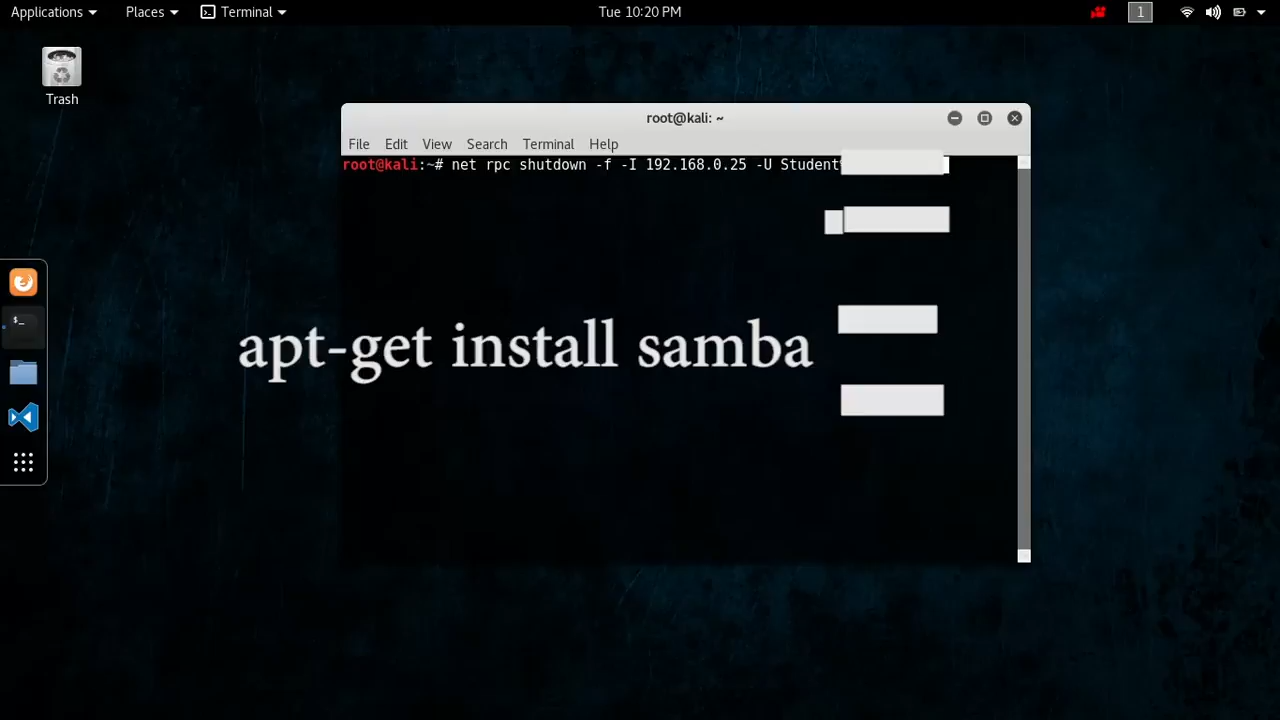 Applications Places Terminal Tue 10:20 PM 1
Trash
root@kali: ~
File Edit View Search Terminal Help
root@kali:~# net rpc shutdown -f -I 192.168.0.25 -U Student
$_
apt-get install samba